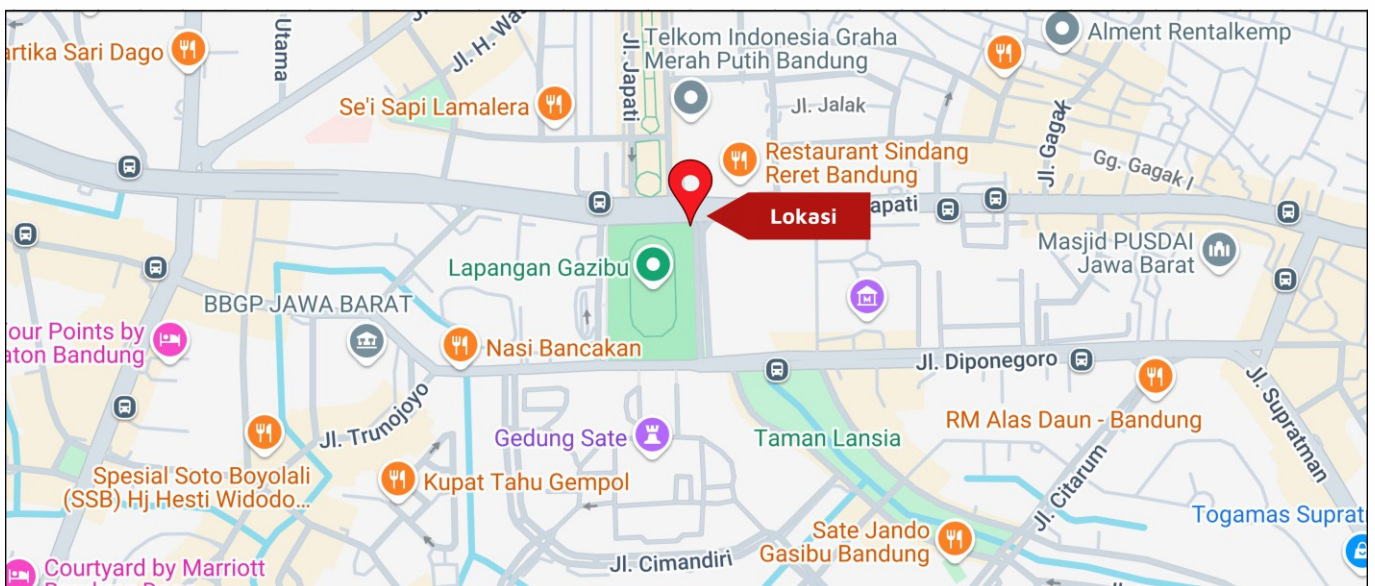 artika Sari Dago
Utama
Jl. H. Wa
Jl. Japati
Telkom Indonesia Graha
Merah Putih Bandung
Alment Rentalkemp
Se'i Sapi Lamalera
Jl. Jalak
Jl. Gagak
Restaurant Sindang
Reret Bandung
Gg. Gagak I
Lokasi
apati
Masjid PUSDAI
Jawa Barat
Lapangan Gazibu
BBGP JAWA BARAT
our Points by
aton Bandung
Nasi Bancakan
M
Jl. Diponegoro
Jl. Trunojoyo
Gedung Sate
Taman Lansia
RM Alas Daun - Bandung
Jl. Supratman
Spesial Soto Boyolali
(SSB) Hj.Hesti Widodo...
Kupat Tahu Gempol
Jl. Citarum
Togamas Suprat
Sate Jando
Gasibu Bandung
Jl. Cimandiri
Courtyard by Marriott